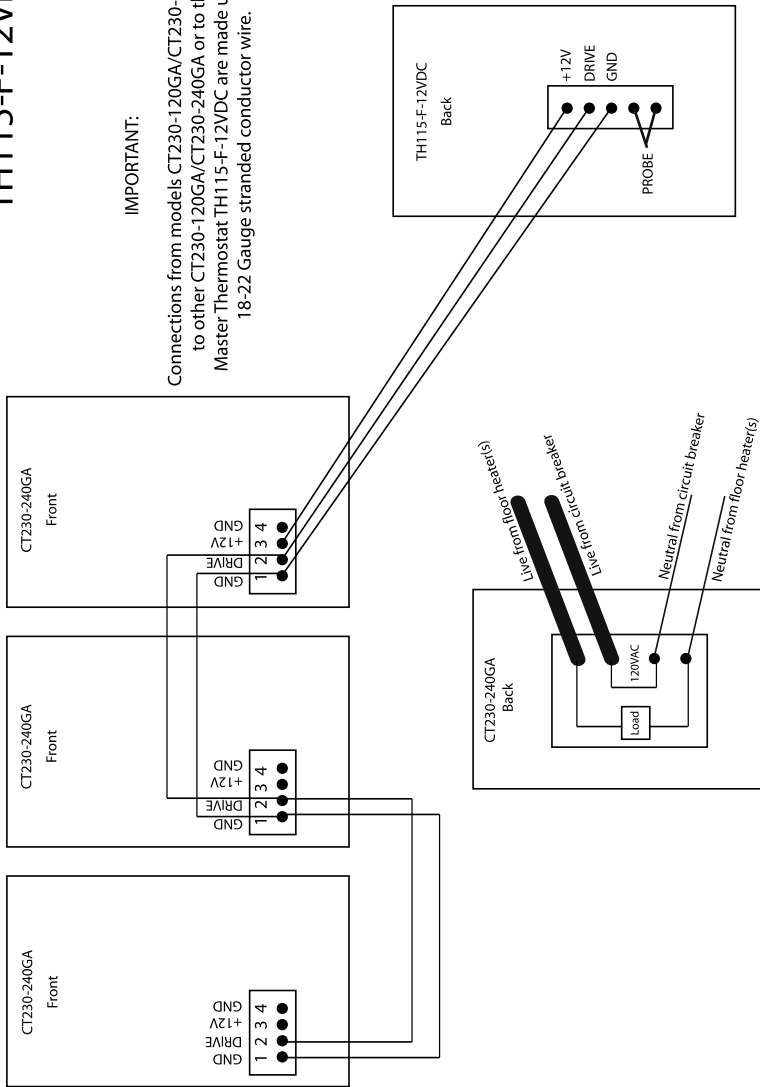 TH115-F-12V
IMPORTANT:
Connections from models CT230-120GA/CT230-
to other CT230-120GA/CT230-240GA or to
Master Thermostat TH115-F-12VDC are made
18-22 Gauge stranded conductor wire.
CT230-240GA
Front
GND
DRIVE
+12V
GND
1 2 3 4
CT230-240GA
Front
GND
DRIVE
+12V
GND
1 2 3 4
CT230-240GA
Front
GND
DRIVE
+12V
GND
1 2 3 4
TH115-F-12VDC
Back
+12V
DRIVE
GND
PROBE
CT230-240GA
Back
Load
120VAC
Live from floor heater(s)
Live from circuit breaker
Neutral from circuit breaker
Neutral from floor heater(s)